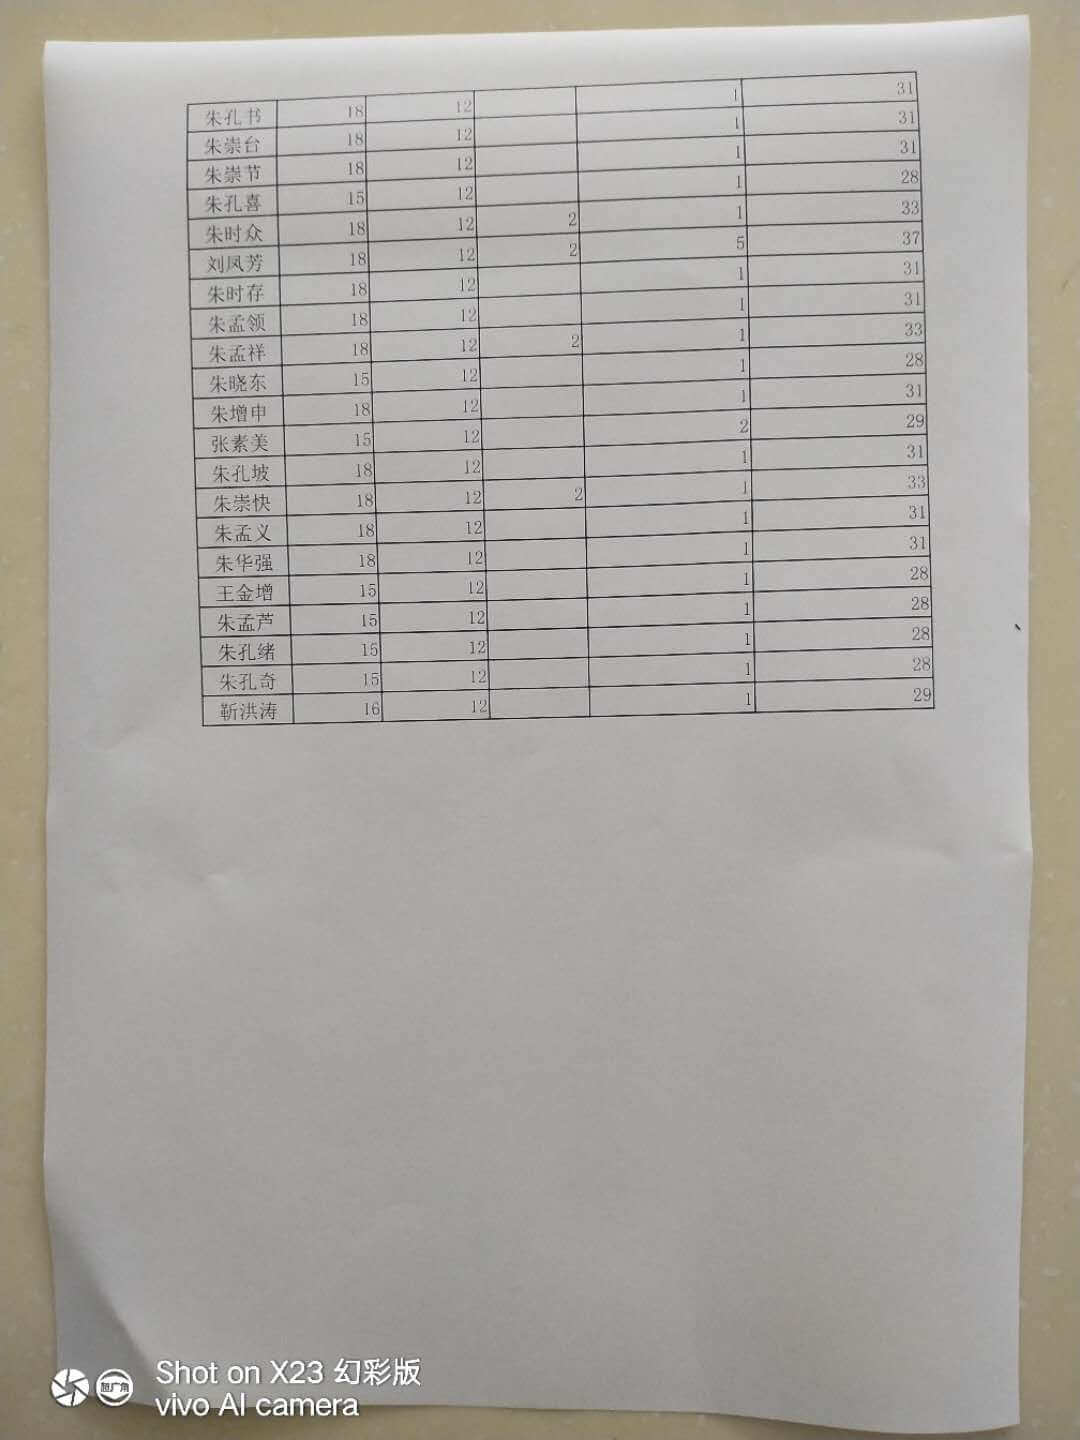 朱孔书 18 12 1 31
朱崇台 18 12 1 31
朱崇节 18 12 1 31
朱孔喜 15 12 1 28
朱时众 18 12 2 1 33
刘凤芳 18 12 2 5 37
朱时存 18 12 1 31
朱孟领 18 12 1 31
朱孟祥 18 12 2 1 33
朱晓东 15 12 1 28
朱增申 18 12 1 31
张素美 15 12 2 29
朱孔坡 18 12 1 31
朱崇快 18 12 2 1 33
朱孟义 18 12 1 31
朱华强 18 12 1 31
王金增 15 12 1 28
朱孟芦 15 12 1 28
朱孔绪 15 12 1 28
朱孔奇 15 12 1 28
靳洪涛 16 12 1 29
超广角
Shot on X23 幻彩版
vivo AI camera